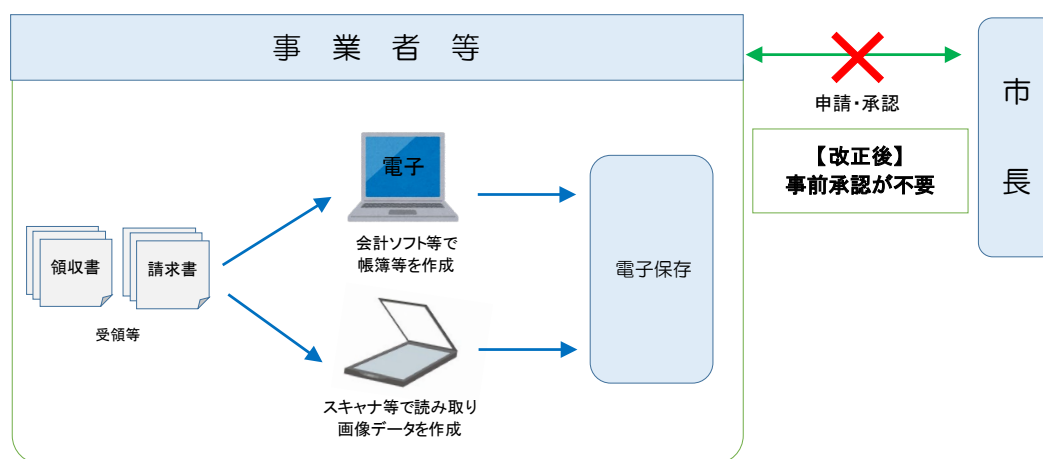 事業者等
申請・承認
市長
【改正後】
事前承認が不要
電子
会計ソフト等で
帳簿等を作成
領収書
請求書
受領等
電子保存
スキャナ等で読み取り
画像データを作成